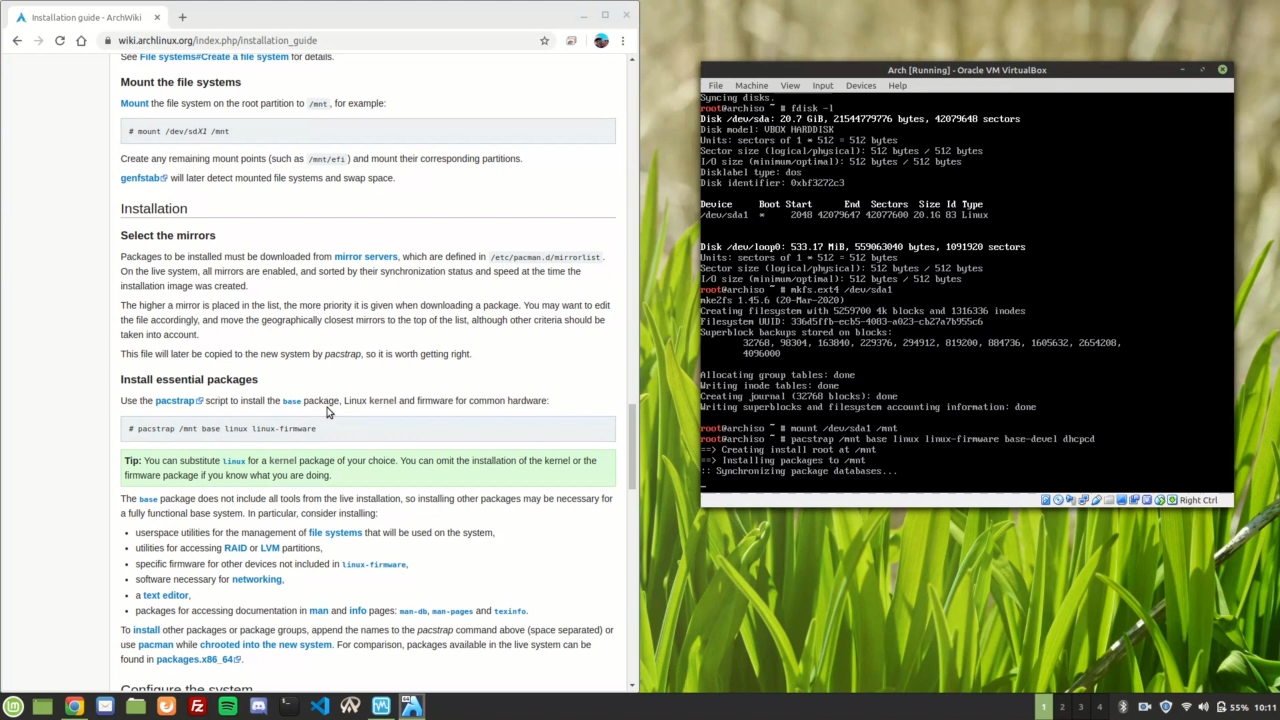 Installation guide - ArchWiki
wiki.archlinux.org/index.php/installation_guide
See File systems#Create a file system for details.
Mount the file systems
Mount the file system on the root partition to /mnt, for example:
# mount /dev/sdX1 /mnt
Create any remaining mount points (such as /mnt/efi) and mount their corresponding partitions.
genfstab will later detect mounted file systems and swap space.
Installation
Select the mirrors
Packages to be installed must be downloaded from mirror servers, which are defined in /etc/pacman.d/mirrorlist.
On the live system, all mirrors are enabled, and sorted by their synchronization status and speed at the time the
installation image was created.
The higher a mirror is placed in the list, the more priority it is given when downloading a package. You may want to edit
the file accordingly, and move the geographically closest mirrors to the top of the list, although other criteria should be
taken into account.
This file will later be copied to the new system by pacstrap, so it is worth getting right.
Install essential packages
Use the pacstrap script to install the base package, Linux kernel and firmware for common hardware:
# pacstrap /mnt base linux linux-firmware
Tip: You can substitute linux for a kernel package of your choice. You can omit the installation of the kernel or the
firmware package if you know what you are doing.
The base package does not include all tools from the live installation, so installing other packages may be necessary for
a fully functional base system. In particular, consider installing:
• userspace utilities for the management of file systems that will be used on the system,
• utilities for accessing RAID or LVM partitions,
• specific firmware for other devices not included in linux-firmware,
• software necessary for networking,
• a text editor,
• packages for accessing documentation in man and info pages: man-db, man-pages and texinfo.
To install other packages or package groups, append the names to the pacstrap command above (space separated) or
use pacman while chrooted into the new system. For comparison, packages available in the live system can be
found in packages.x86_64.
Configure the system
Arch [Running] - Oracle VM VirtualBox
File Machine View Input Devices Help
Syncing disks.
root@archiso ~ # fdisk -l
Disk /dev/sda: 20.7 GiB, 21544779776 bytes, 42079648 sectors
Disk model: VBOX HARDDISK
Units: sectors of 1 * 512 = 512 bytes
Sector size (logical/physical): 512 bytes / 512 bytes
I/O size (minimum/optimal): 512 bytes / 512 bytes
Disklabel type: dos
Disk identifier: 0xbf3272c3
Device Boot Start End Sectors Size Id Type
/dev/sda1 * 2048 42079647 42077600 20.1G 83 Linux
Disk /dev/loop0: 533.17 MiB, 559063040 bytes, 1091920 sectors
Units: sectors of 1 * 512 = 512 bytes
Sector size (logical/physical): 512 bytes / 512 bytes
I/O size (minimum/optimal): 512 bytes / 512 bytes
root@archiso ~ # mkfs.ext4 /dev/sda1
mke2fs 1.45.6 (20-Mar-2020)
Creating filesystem with 5259700 4k blocks and 1316336 inodes
Filesystem UUID: 336d5ffb-ecb5-4083-a023-cb27a7b955c6
Superblock backups stored on blocks:
32768, 98304, 163840, 229376, 294912, 819200, 884736, 1605632, 2654208,
4096000
Allocating group tables: done
Writing inode tables: done
Creating journal (32768 blocks): done
Writing superblocks and filesystem accounting information: done
root@archiso ~ # mount /dev/sda1 /mnt
root@archiso ~ # pacstrap /mnt base linux linux-firmware base-devel dhcpcd
==> Creating install root at /mnt
==> Installing packages to /mnt
:: Synchronizing package databases...
Right Ctrl
1 2 3 4 55% 10:11